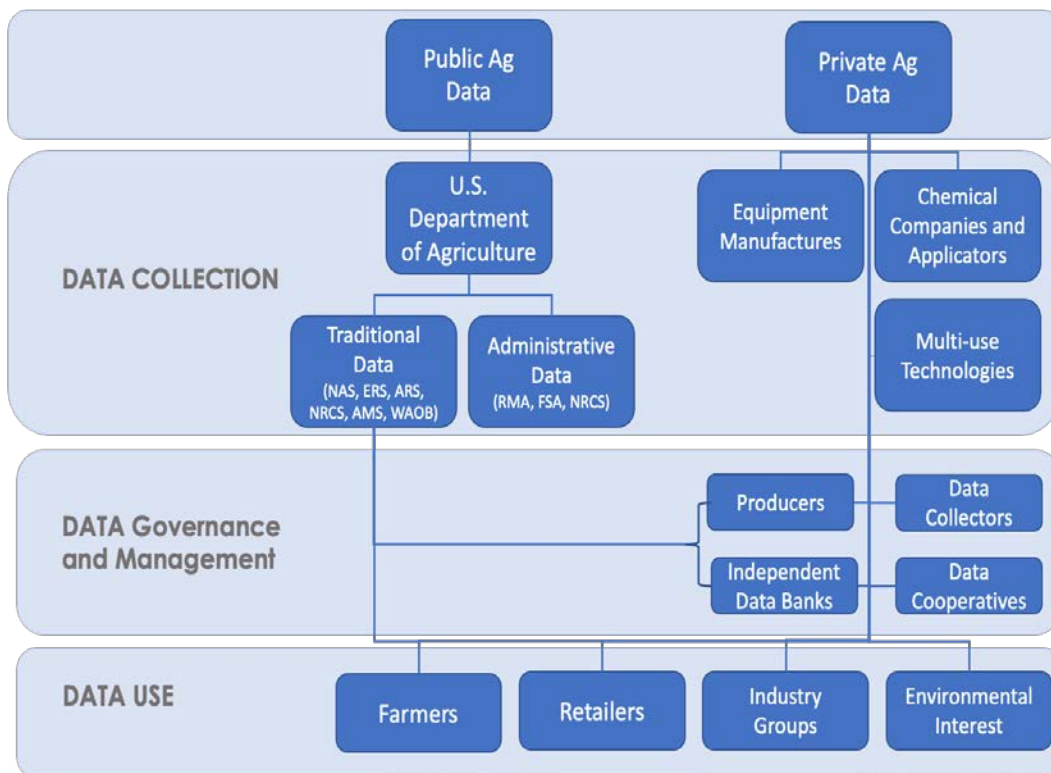 Public Ag
Data
Private Ag
Data
DATA COLLECTION
U.S.
Department
of Agriculture
Equipment
Manufactures
Chemical
Companies and
Applicators
Traditional
Data
(NAS, ERS, ARS,
NRCS, AMS, WAOB)
Administrative
Data
(RMA, FSA, NRCS)
Multi-use
Technologies
DATA Governance
and Management
Producers
Data
Collectors
Independent
Data Banks
Data
Cooperatives
DATA USE
Farmers
Retailers
Industry
Groups
Environmental
Interest